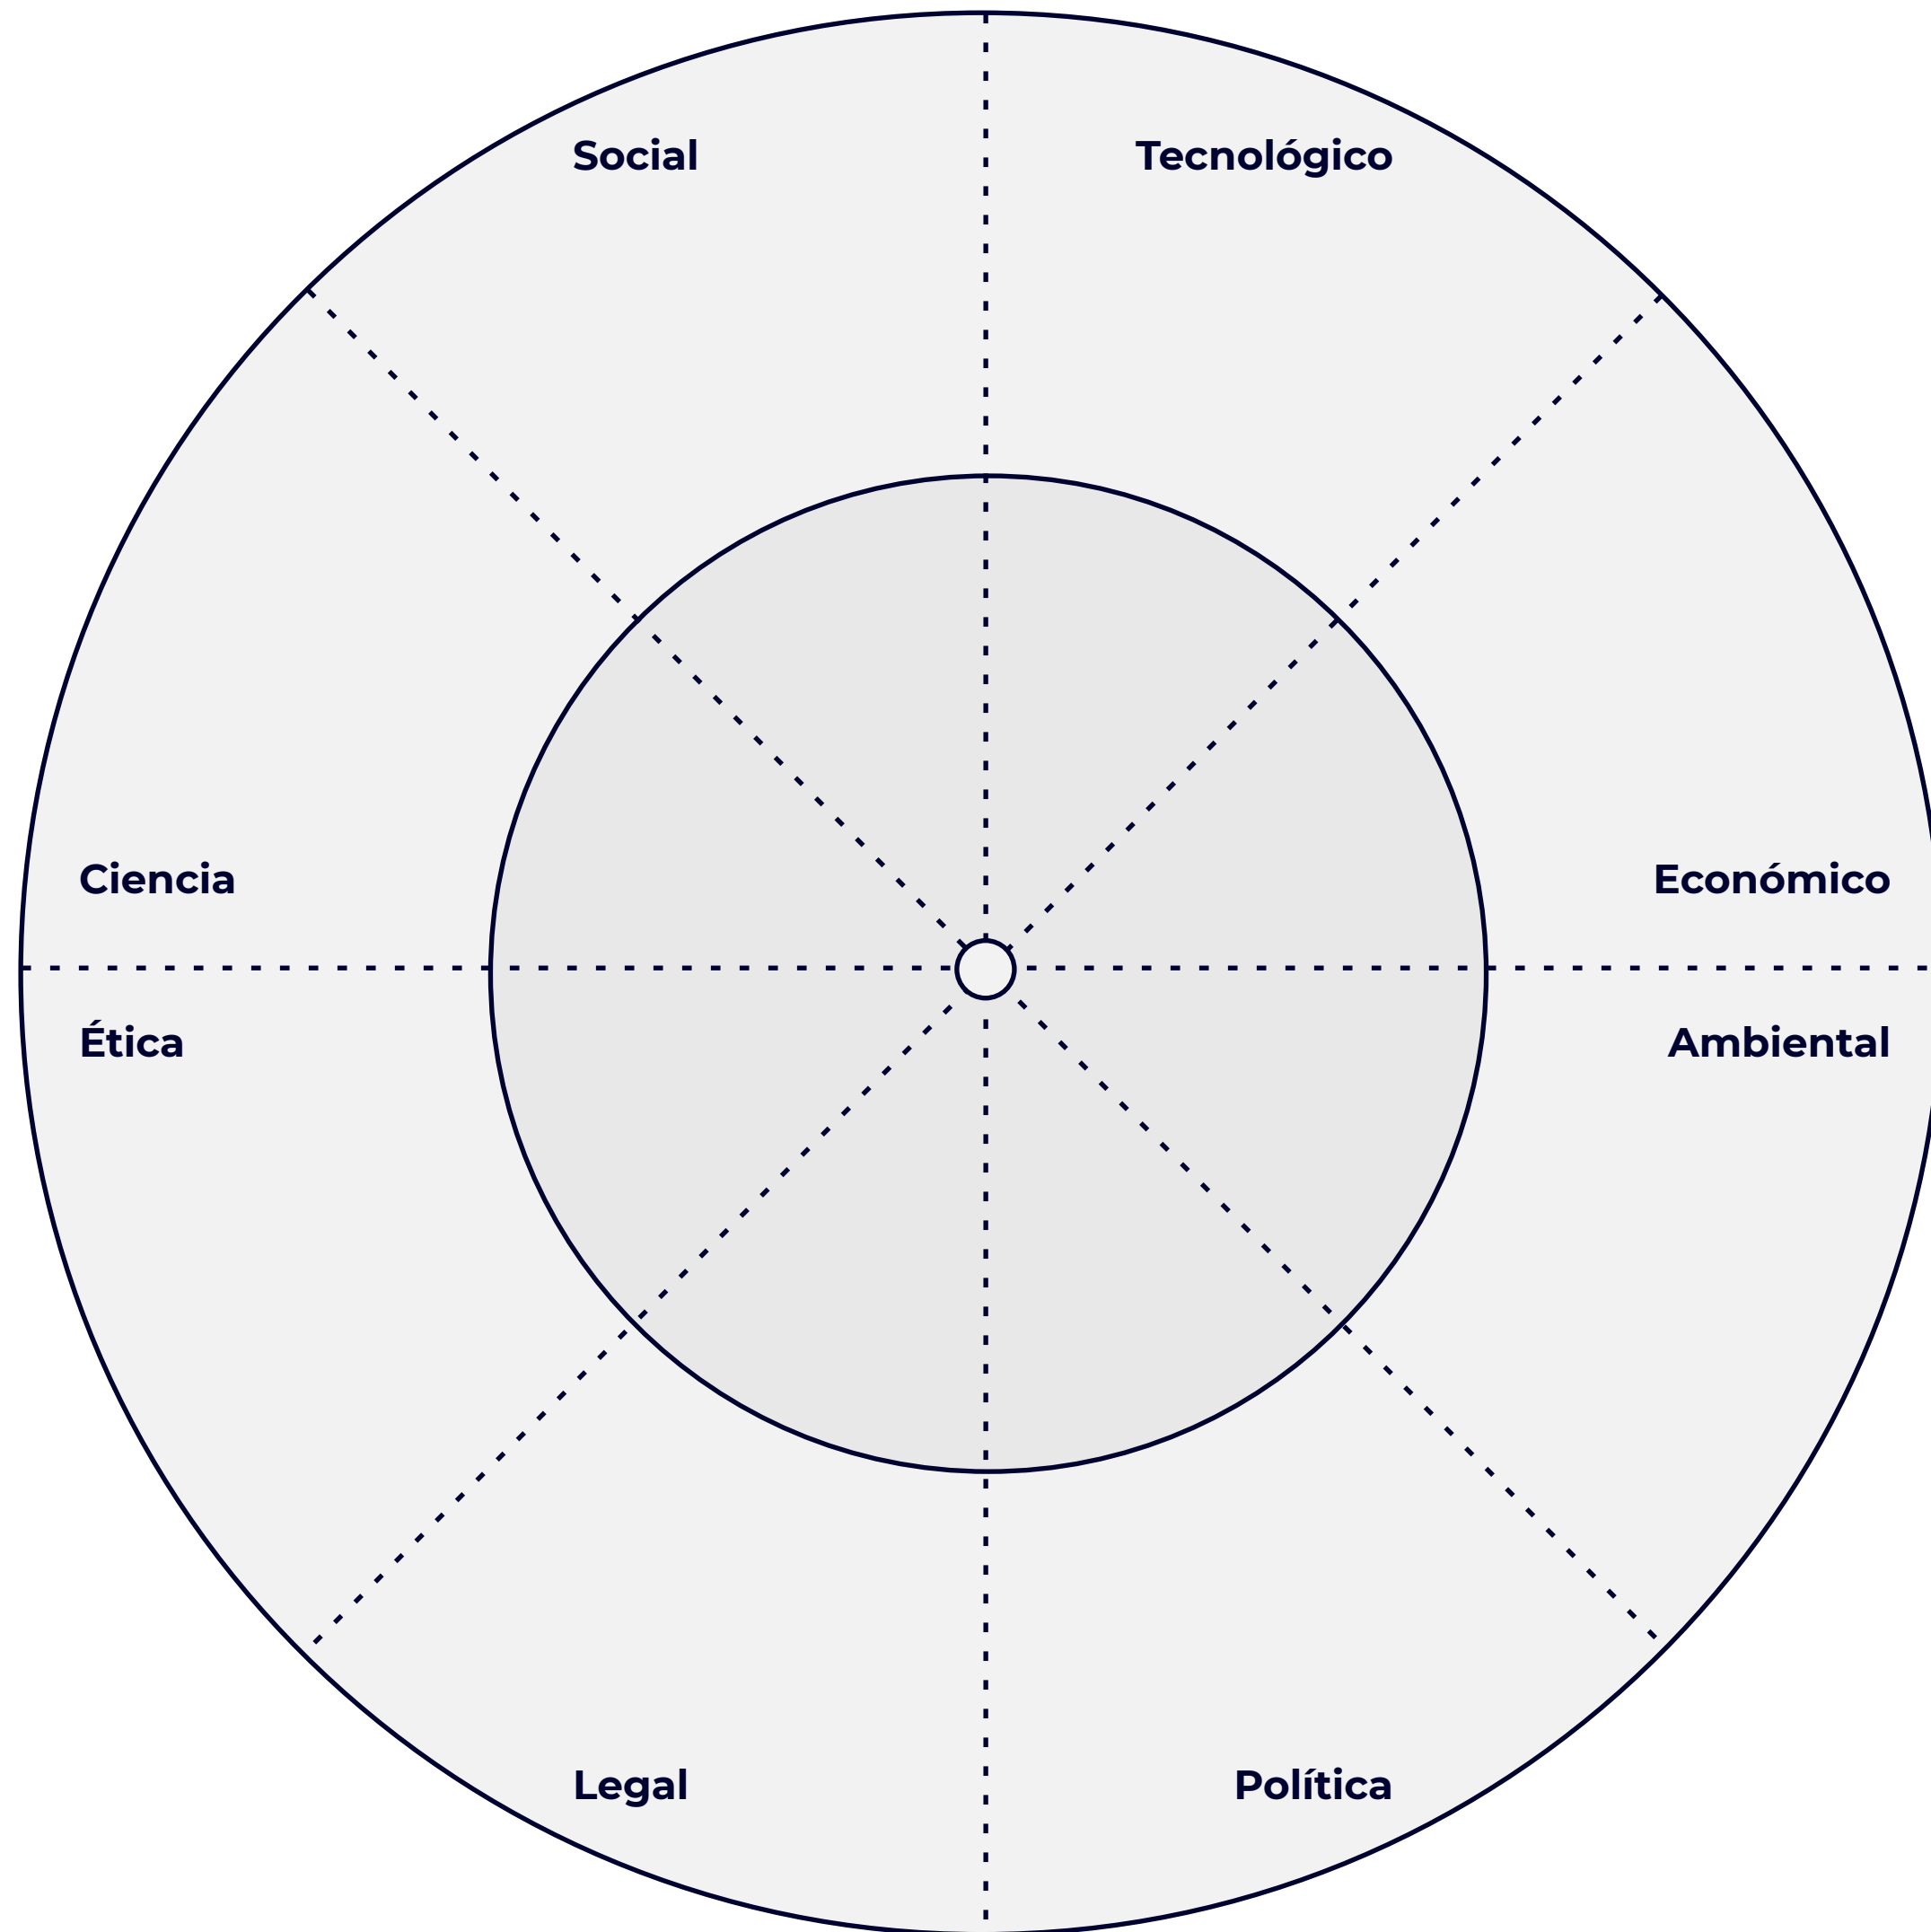 Social
Tecnológico
Ciencia
Económico
Ética
Ambiental
Legal
Política